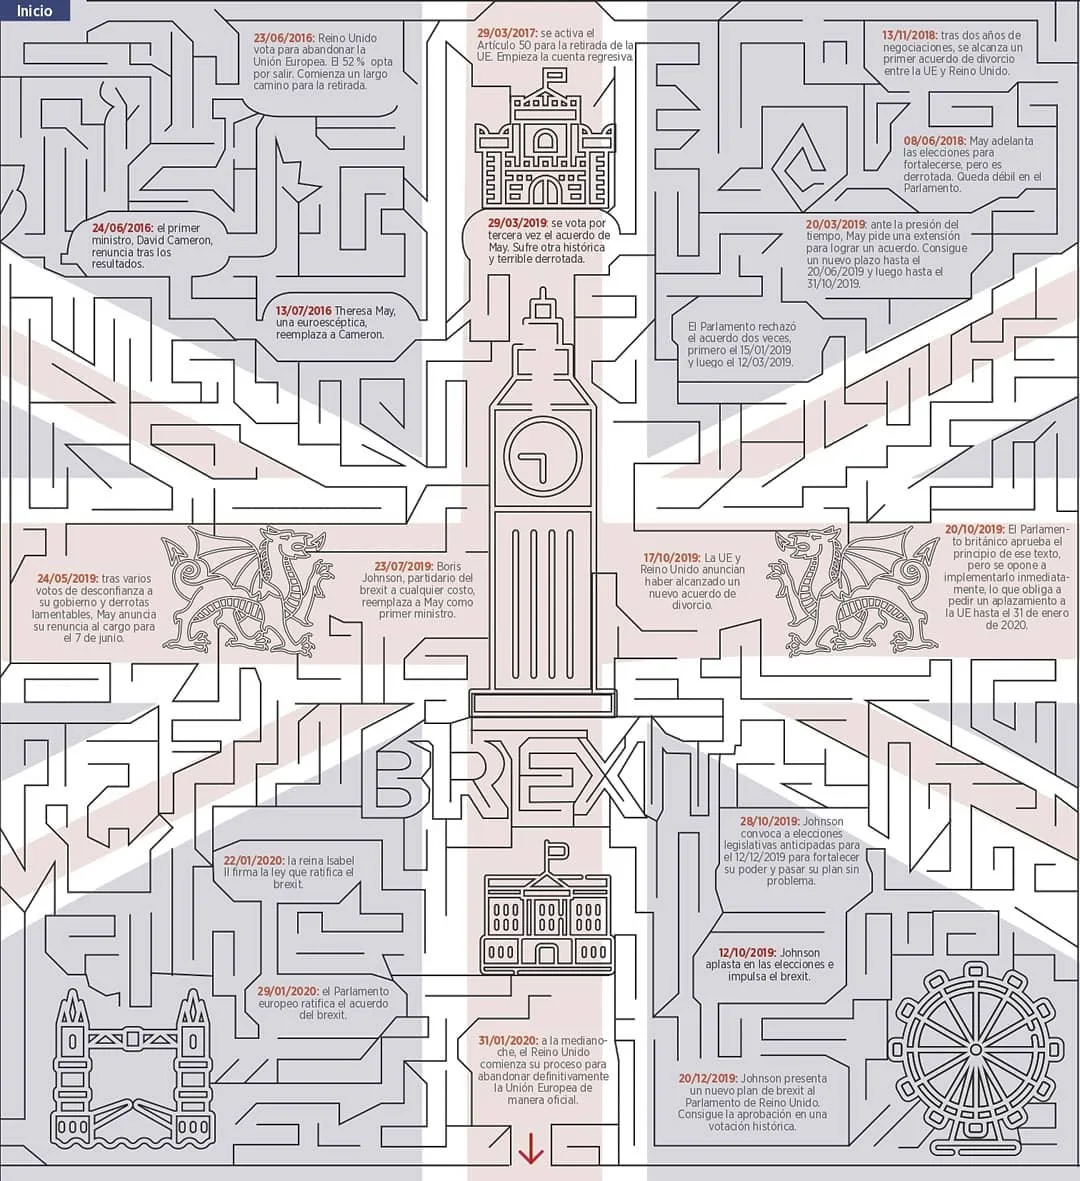 Inicio
23/06/2016: Reino Unido
vota para abandonar la
Unión Europea. El 52 % opta
por salir. Comienza un largo
camino para la retirada.
29/03/2017: se activa el
Artículo 50 para la retirada de la
UE. Empieza la cuenta regresiva.
13/11/2018: tras dos años de
negociaciones, se alcanza un
primer acuerdo de divorcio
entre la UE y Reino Unido.
08/06/2018: May adelanta
las elecciones para
fortalecerse, pero es
derrotada. Queda débil en el
Parlamento.
24/06/2016: el primer
ministro, David Cameron,
renuncia tras los
resultados.
29/03/2019: se vota por
tercera vez el acuerdo de
May. Sufre otra histórica
y terrible derrotada.
20/03/2019: ante la presión del
tiempo, May pide una extensión
para lograr un acuerdo. Consigue
un nuevo plazo hasta el
20/06/2019 y luego hasta el
31/10/2019.
13/07/2016 Theresa May,
una euroescéptica,
reemplaza a Cameron.
El Parlamento rechazó
el acuerdo dos veces,
primero el 15/01/2019
y luego el 12/03/2019.
24/05/2019: tras varios
votos de desconfianza a
su gobierno y derrotas
lamentables, May anuncia
su renuncia al cargo para
el 7 de junio.
23/07/2019: Boris
Johnson, partidario del
brexit a cualquier costo,
reemplaza a May como
primer ministro.
17/10/2019: La UE y
Reino Unido anuncian
haber alcanzado un
nuevo acuerdo de
divorcio.
20/10/2019: El Parlamen-
to británico aprueba el
principio de ese texto,
pero se opone a
implementarlo inmediata-
mente, lo que obliga a
pedir un aplazamiento a
la UE hasta el 31 de enero
de 2020.
BREXIT
28/10/2019: Johnson
convoca a elecciones
legislativas anticipadas para
el 12/12/2019 para fortalecer
su poder y pasar su plan sin
problema.
22/01/2020: la reina Isabel
II firma la ley que ratifica el
brexit.
12/10/2019: Johnson
aplasta en las elecciones e
impulsa el brexit.
29/01/2020: el Parlamento
europeo ratifica el acuerdo
del brexit.
31/01/2020: a la mediano-
che, el Reino Unido
comienza su proceso para
abandonar definitivamente
la Unión Europea de
manera oficial.
20/12/2019: Johnson presenta
un nuevo plan de brexit al
Parlamento de Reino Unido.
Consigue la aprobación en una
votación histórica.